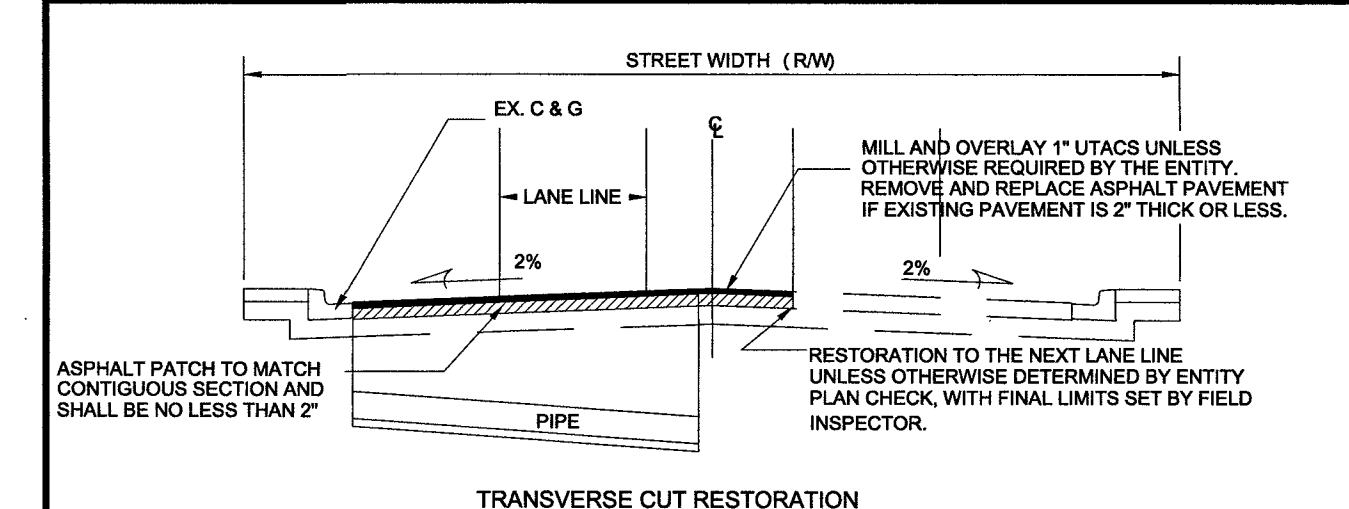 STREET WIDTH ( R/W)
EX. C & G
℄
MILL AND OVERLAY 1" UTACS UNLESS
OTHERWISE REQUIRED BY THE ENTITY.
REMOVE AND REPLACE ASPHALT PAVEMENT
IF EXISTING PAVEMENT IS 2" THICK OR LESS.
LANE LINE
2%
2%
ASPHALT PATCH TO MATCH
CONTIGUOUS SECTION AND
SHALL BE NO LESS THAN 2"
RESTORATION TO THE NEXT LANE LINE
UNLESS OTHERWISE DETERMINED BY ENTITY
PLAN CHECK, WITH FINAL LIMITS SET BY FIELD
INSPECTOR.
PIPE
TRANSVERSE CUT RESTORATION